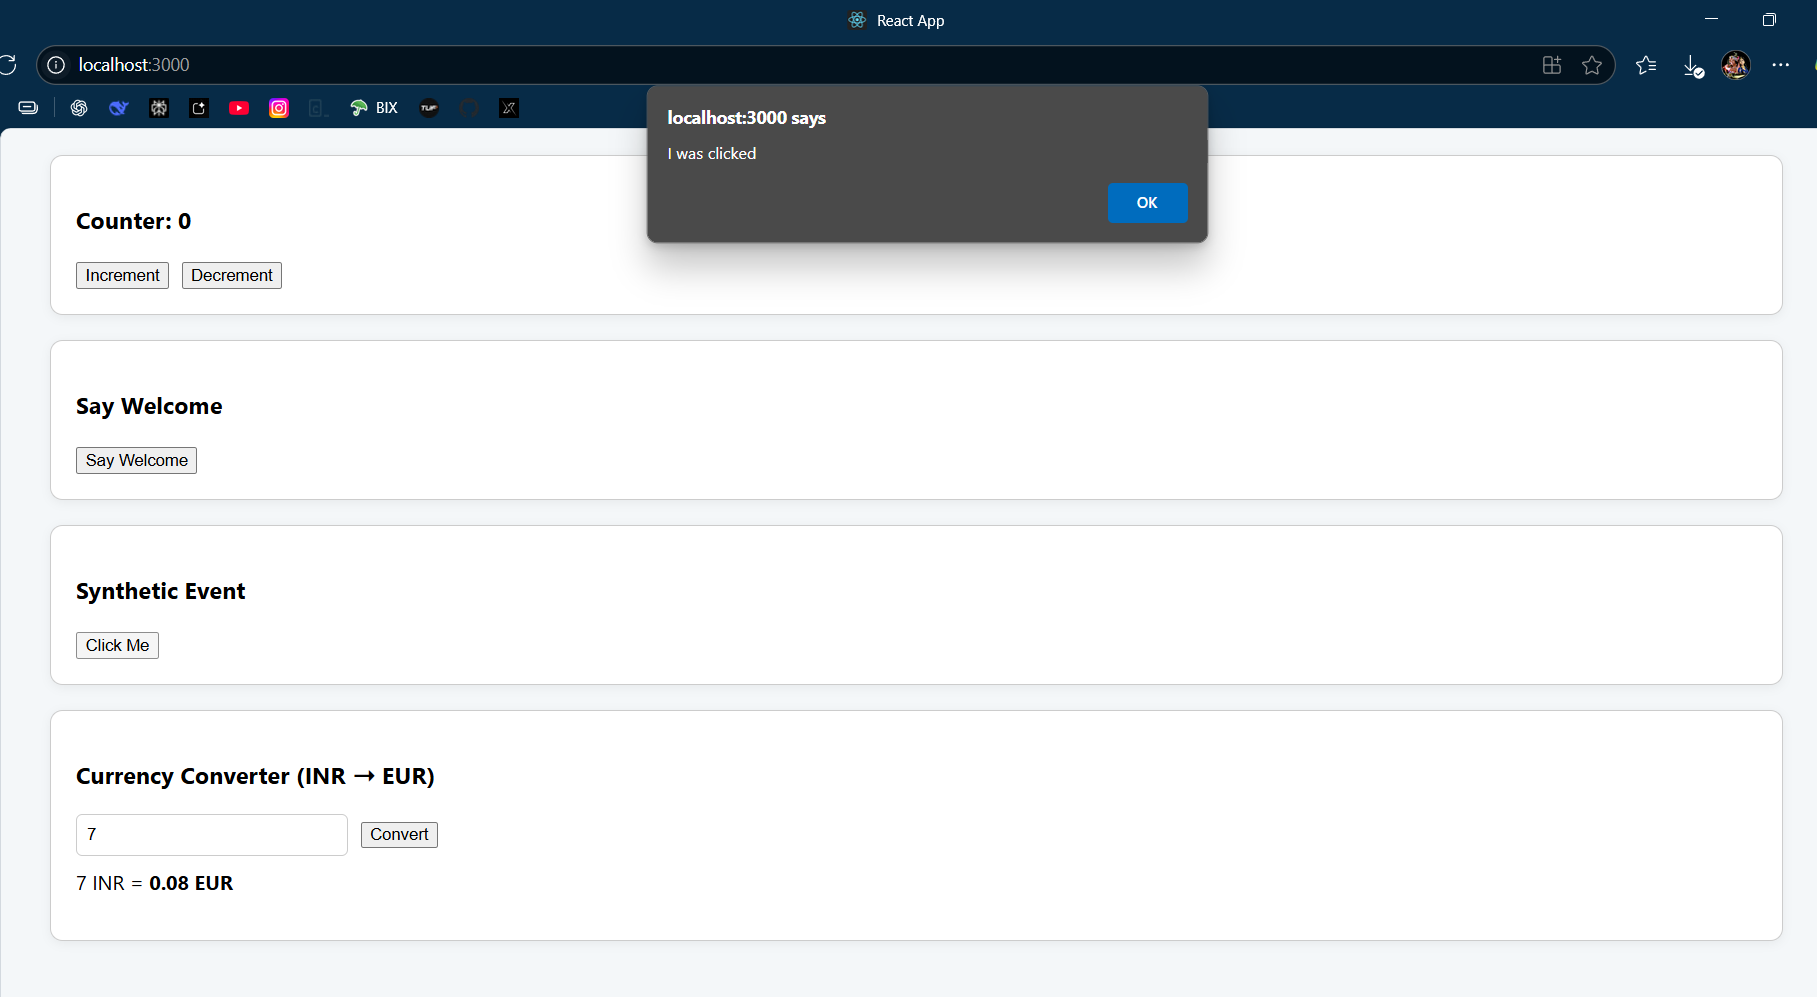 React App
localhost:3000
BIX
TUF
localhost:3000 says
I was clicked
OK
Counter: 0
Increment Decrement
Say Welcome
Say Welcome
Synthetic Event
Click Me
Currency Converter (INR → EUR)
7 Convert
7 INR = 0.08 EUR